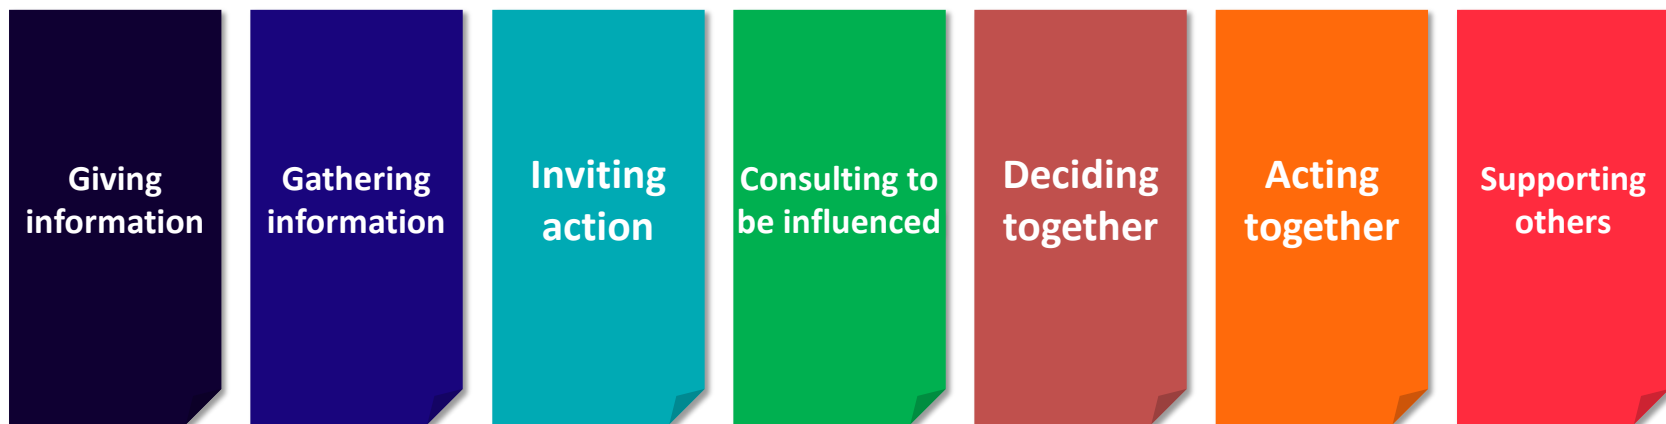 Giving
information
Gathering
information
Inviting
action
Consulting to
be influenced
Deciding
together
Acting
together
Supporting
others